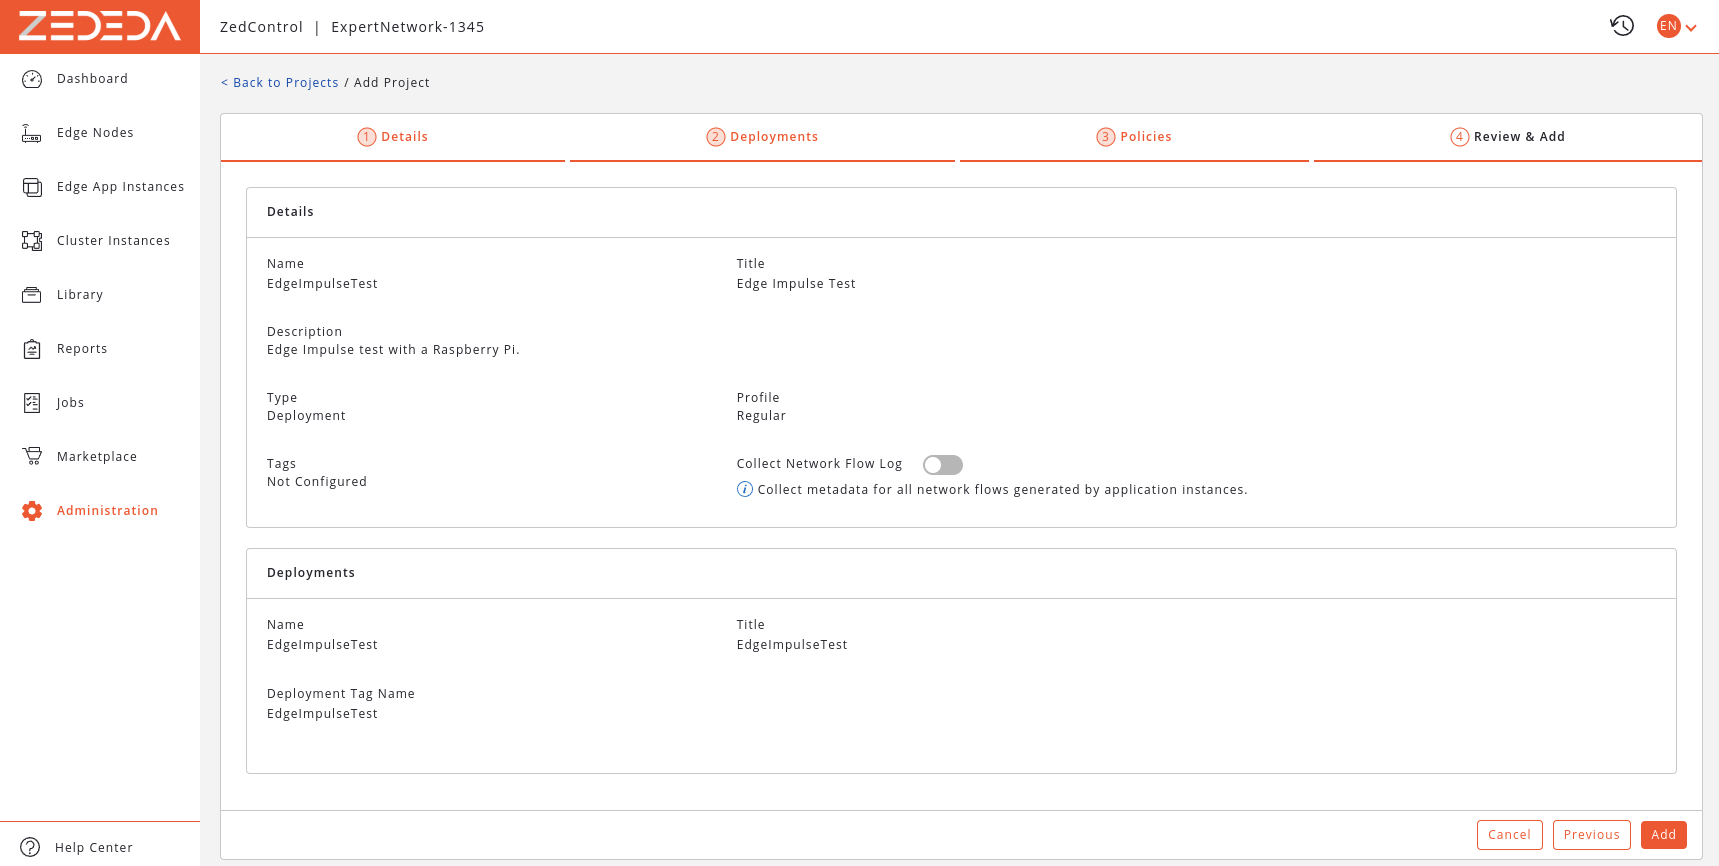 ZEDEDA
ZedControl | ExpertNetwork-1345
EN
Dashboard
Edge Nodes
Edge App Instances
Cluster Instances
Library
Reports
Jobs
Marketplace
Administration
Help Center
< Back to Projects / Add Project
1 Details
2 Deployments
3 Policies
4 Review & Add
Details
Name
EdgeImpulseTest
Title
Edge Impulse Test
Description
Edge Impulse test with a Raspberry Pi.
Type
Deployment
Profile
Regular
Tags
Not Configured
Collect Network Flow Log
i Collect metadata for all network flows generated by application instances.
Deployments
Name
EdgeImpulseTest
Title
EdgeImpulseTest
Deployment Tag Name
EdgeImpulseTest
Cancel
Previous
Add